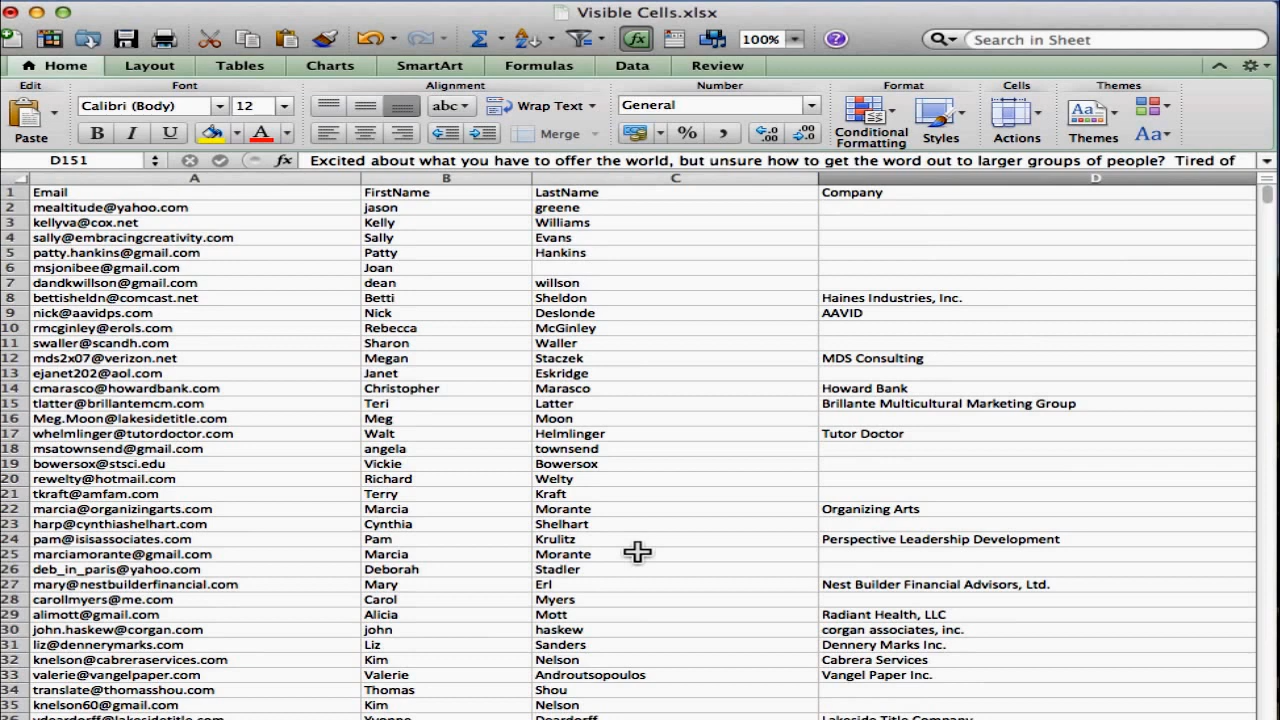 Visible Cells.xlsx
100%
Search in Sheet
Home Layout Tables Charts SmartArt Formulas Data Review
Edit Font Alignment Number Format Cells Themes
Calibri (Body) 12 abc Wrap Text General
Paste B I U A Merge % Conditional Formatting Styles Actions Themes Aa
D151 fx Excited about what you have to offer the world, but unsure how to get the word out to larger groups of people? Tired of
A B C D
1 Email FirstName LastName Company
2 mealtitude@yahoo.com jason greene
3 kellyva@cox.net Kelly Williams
4 sally@embracingcreativity.com Sally Evans
5 patty.hankins@gmail.com Patty Hankins
6 msjonibee@gmail.com Joan
7 dandkwillson@gmail.com dean willson
8 bettisheldn@comcast.net Betti Sheldon Haines Industries, Inc.
9 nick@aavidps.com Nick Deslonde AAVID
10 rmcginley@erols.com Rebecca McGinley
11 swaller@scandh.com Sharon Waller
12 mds2x07@verizon.net Megan Staczek MDS Consulting
13 ejanet202@aol.com Janet Eskridge
14 cmarasco@howardbank.com Christopher Marasco Howard Bank
15 tlatter@brillantemcm.com Teri Latter Brillante Multicultural Marketing Group
16 Meg.Moon@lakesidetitle.com Meg Moon
17 whelmlinger@tutordoctor.com Walt Helmlinger Tutor Doctor
18 msatownsend@gmail.com angela townsend
19 bowersox@stsci.edu Vickie Bowersox
20 rewelty@hotmail.com Richard Welty
21 tkraft@amfam.com Terry Kraft
22 marcia@organizingarts.com Marcia Morante Organizing Arts
23 harp@cynthiashelhart.com Cynthia Shelhart
24 pam@isisassociates.com Pam Krulitz Perspective Leadership Development
25 marciamorante@gmail.com Marcia Morante
26 deb_in_paris@yahoo.com Deborah Stadler
27 mary@nestbuilderfinancial.com Mary Erl Nest Builder Financial Advisors, Ltd.
28 carollmyers@me.com Carol Myers
29 alimott@gmail.com Alicia Mott Radiant Health, LLC
30 john.haskew@corgan.com john haskew corgan associates, inc.
31 liz@dennerymarks.com Liz Sanders Dennery Marks Inc.
32 knelson@cabreraservices.com Kim Nelson Cabrera Services
33 valerie@vangelpaper.com Valerie Androutsopoulos Vangel Paper Inc.
34 translate@thomasshou.com Thomas Shou
35 knelson60@gmail.com Kim Nelson
36 ydeardorff@lakesidetitle.com Yvonne Deardorff Lakeside Title Company